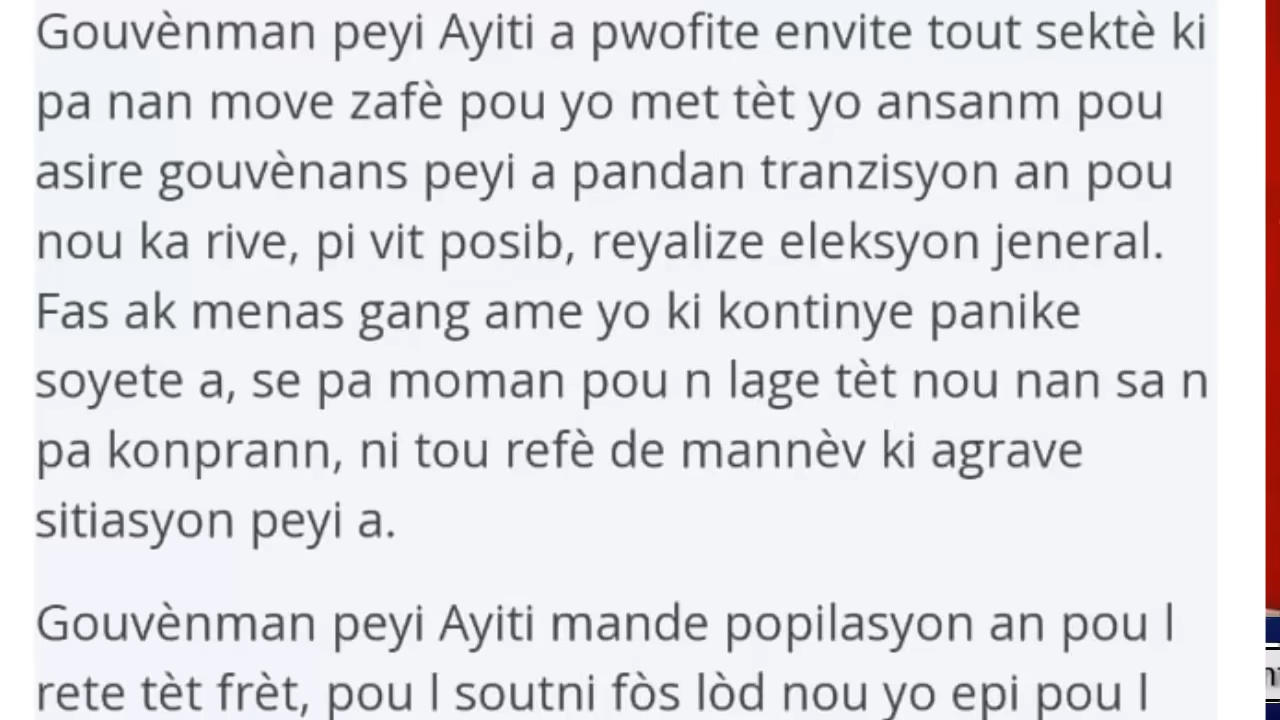 Gouvènman peyi Ayiti a pwofite envite tout sektè ki
pa nan move zafè pou yo met tèt yo ansanm pou
asire gouvènans peyi a pandan tranzisyon an pou
nou ka rive, pi vit posib, reyalize eleksyon jeneral.
Fas ak menas gang ame yo ki kontinye panike
soyete a, se pa moman pou n lage tèt nou nan sa n
pa konprann, ni tou refè de mannèv ki agrave
sitiasyon peyi a.
Gouvènman peyi Ayiti mande popilasyon an pou l
rete tèt frèt, pou l soutni fòs lòd nou yo epi pou l